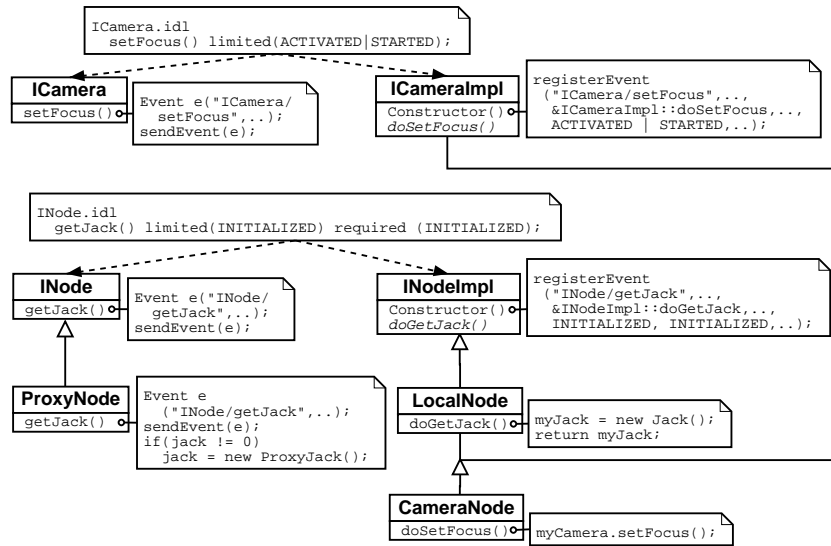 ICamera.idl
setFocus() limited(ACTIVATED|STARTED);
ICamera
setFocus()
Event e("ICamera/
setFocus",..);
sendEvent(e);
ICameraImpl
Constructor()
doSetFocus()
registerEvent
("ICamera/setFocus",..,
&ICameraImpl::doSetFocus,..,
ACTIVATED | STARTED,..);
INode.idl
getJack() limited(INITIALIZED) required (INITIALIZED);
INode
getJack()
Event e("INode/
getJack",..);
sendEvent(e);
INodeImpl
Constructor()
doGetJack()
registerEvent
("INode/getJack",..,
&INodeImpl::doGetJack,..,
INITIALIZED, INITIALIZED,..);
ProxyNode
getJack()
Event e
("INode/getJack",..);
sendEvent(e);
if(jack != 0)
jack = new ProxyJack();
LocalNode
doGetJack()
myJack = new Jack();
return myJack;
CameraNode
doSetFocus()
myCamera.setFocus();